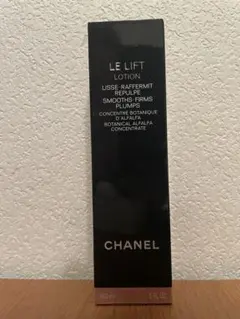 LE LIFT
LOTION
LISSE-RAFFERMIT
REPULPE
SMOOTHS-FIRMS
PLUMPS
CONCENTRÉ BOTANIQUE
D'ALFALFA
BOTANICAL ALFALFA
CONCENTRATE
CHANEL